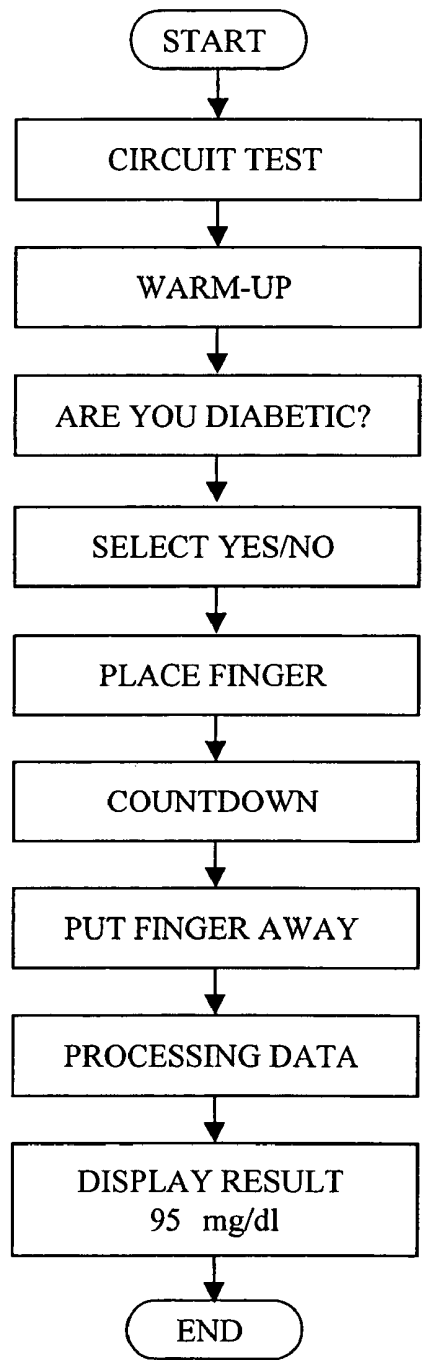 START
CIRCUIT TEST
WARM-UP
ARE YOU DIABETIC?
SELECT YES/NO
PLACE FINGER
COUNTDOWN
PUT FINGER AWAY
PROCESSING DATA
DISPLAY RESULT
95 mg/dl
END